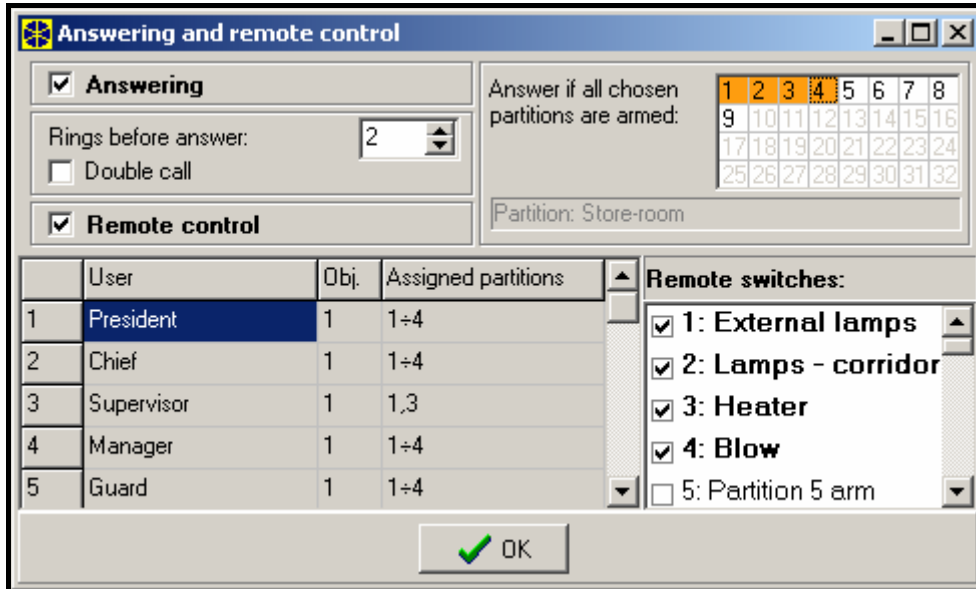 Answering and remote control
Answering
Rings before answer: 2
Double call
Remote control
Answer if all chosen
partitions are armed:
1 2 3 4 5 6 7 8
9 10 11 12 13 14 15 16
17 18 19 20 21 22 23 24
25 26 27 28 29 30 31 32
Partition: Store-room
User Obj. Assigned partitions
1 President 1 1÷4
2 Chief 1 1÷4
3 Supervisor 1 1,3
4 Manager 1 1÷4
5 Guard 1 1÷4
Remote switches:
1: External lamps
2: Lamps - corridor
3: Heater
4: Blow
5: Partition 5 arm
OK